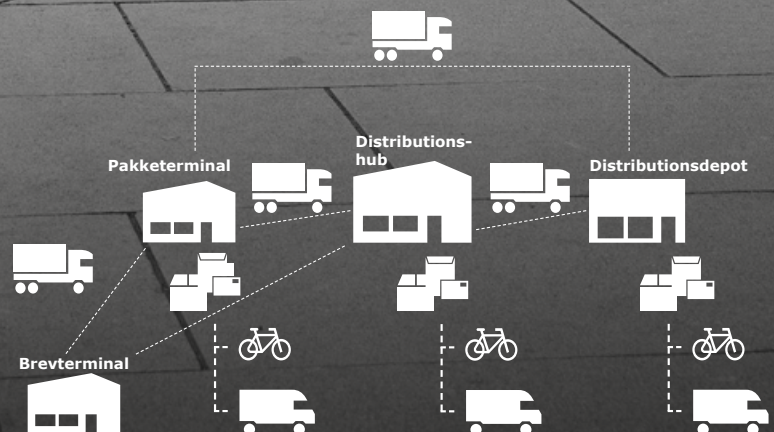 Distributions-
hub
Pakketerminal
Distributionsdepot
Brevterminal